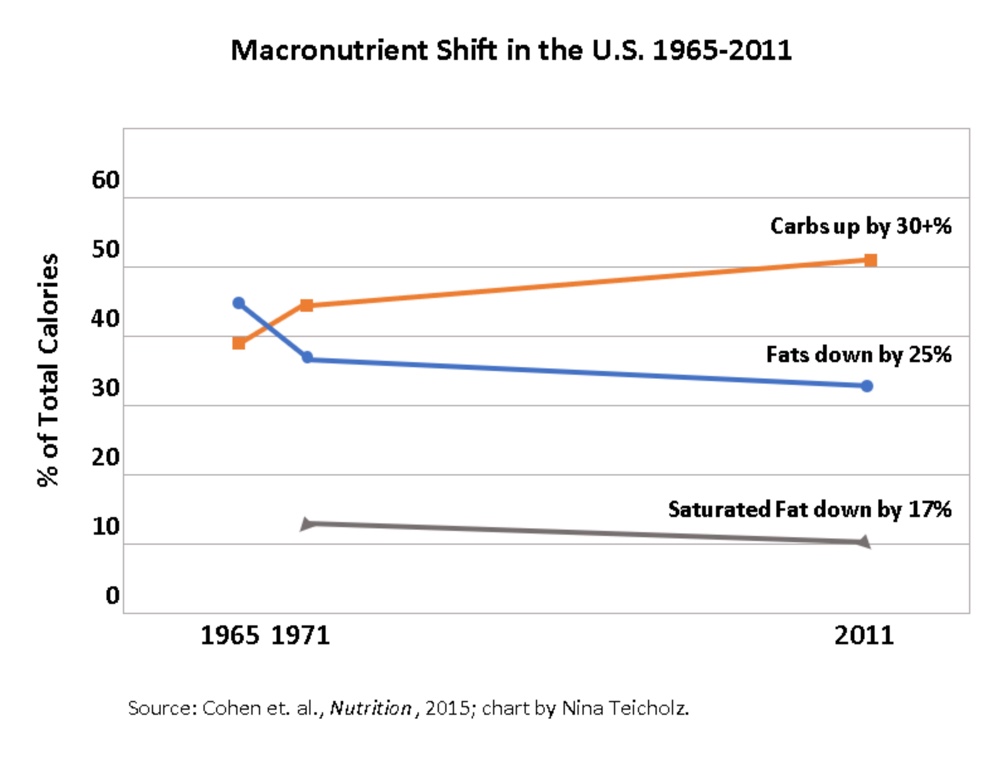 Macronutrient Shift in the U.S. 1965-2011
60
Carbs up by 30+%
50
40
Fats down by 25%
30
20
Saturated Fat down by 17%
10
0
% of Total Calories
1965 1971 2011
Source: Cohen et. al., Nutrition, 2015; chart by Nina Teicholz.